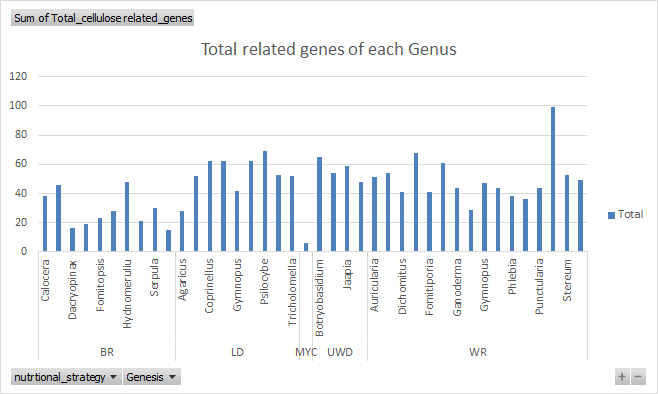 Sum of Total_cellulose related_genes
Total related genes of each Genus
120
100
80
60
40
20
0
Calocera
Dacryopinax
Fomitopsis
Hydnomeruliu
Serpula
Agaricus
Coprinellus
Gymnopus
Psilocybe
Tricholomella
Botryobasidium
Jaapia
Auricularia
Dichomitus
Fomitiporia
Ganoderma
Gymnopus
Phlebia
Punctularia
Stereum
BR
LD
MYC
UWD
WR
Total
nutrtional_strategy
Genesis
+ −